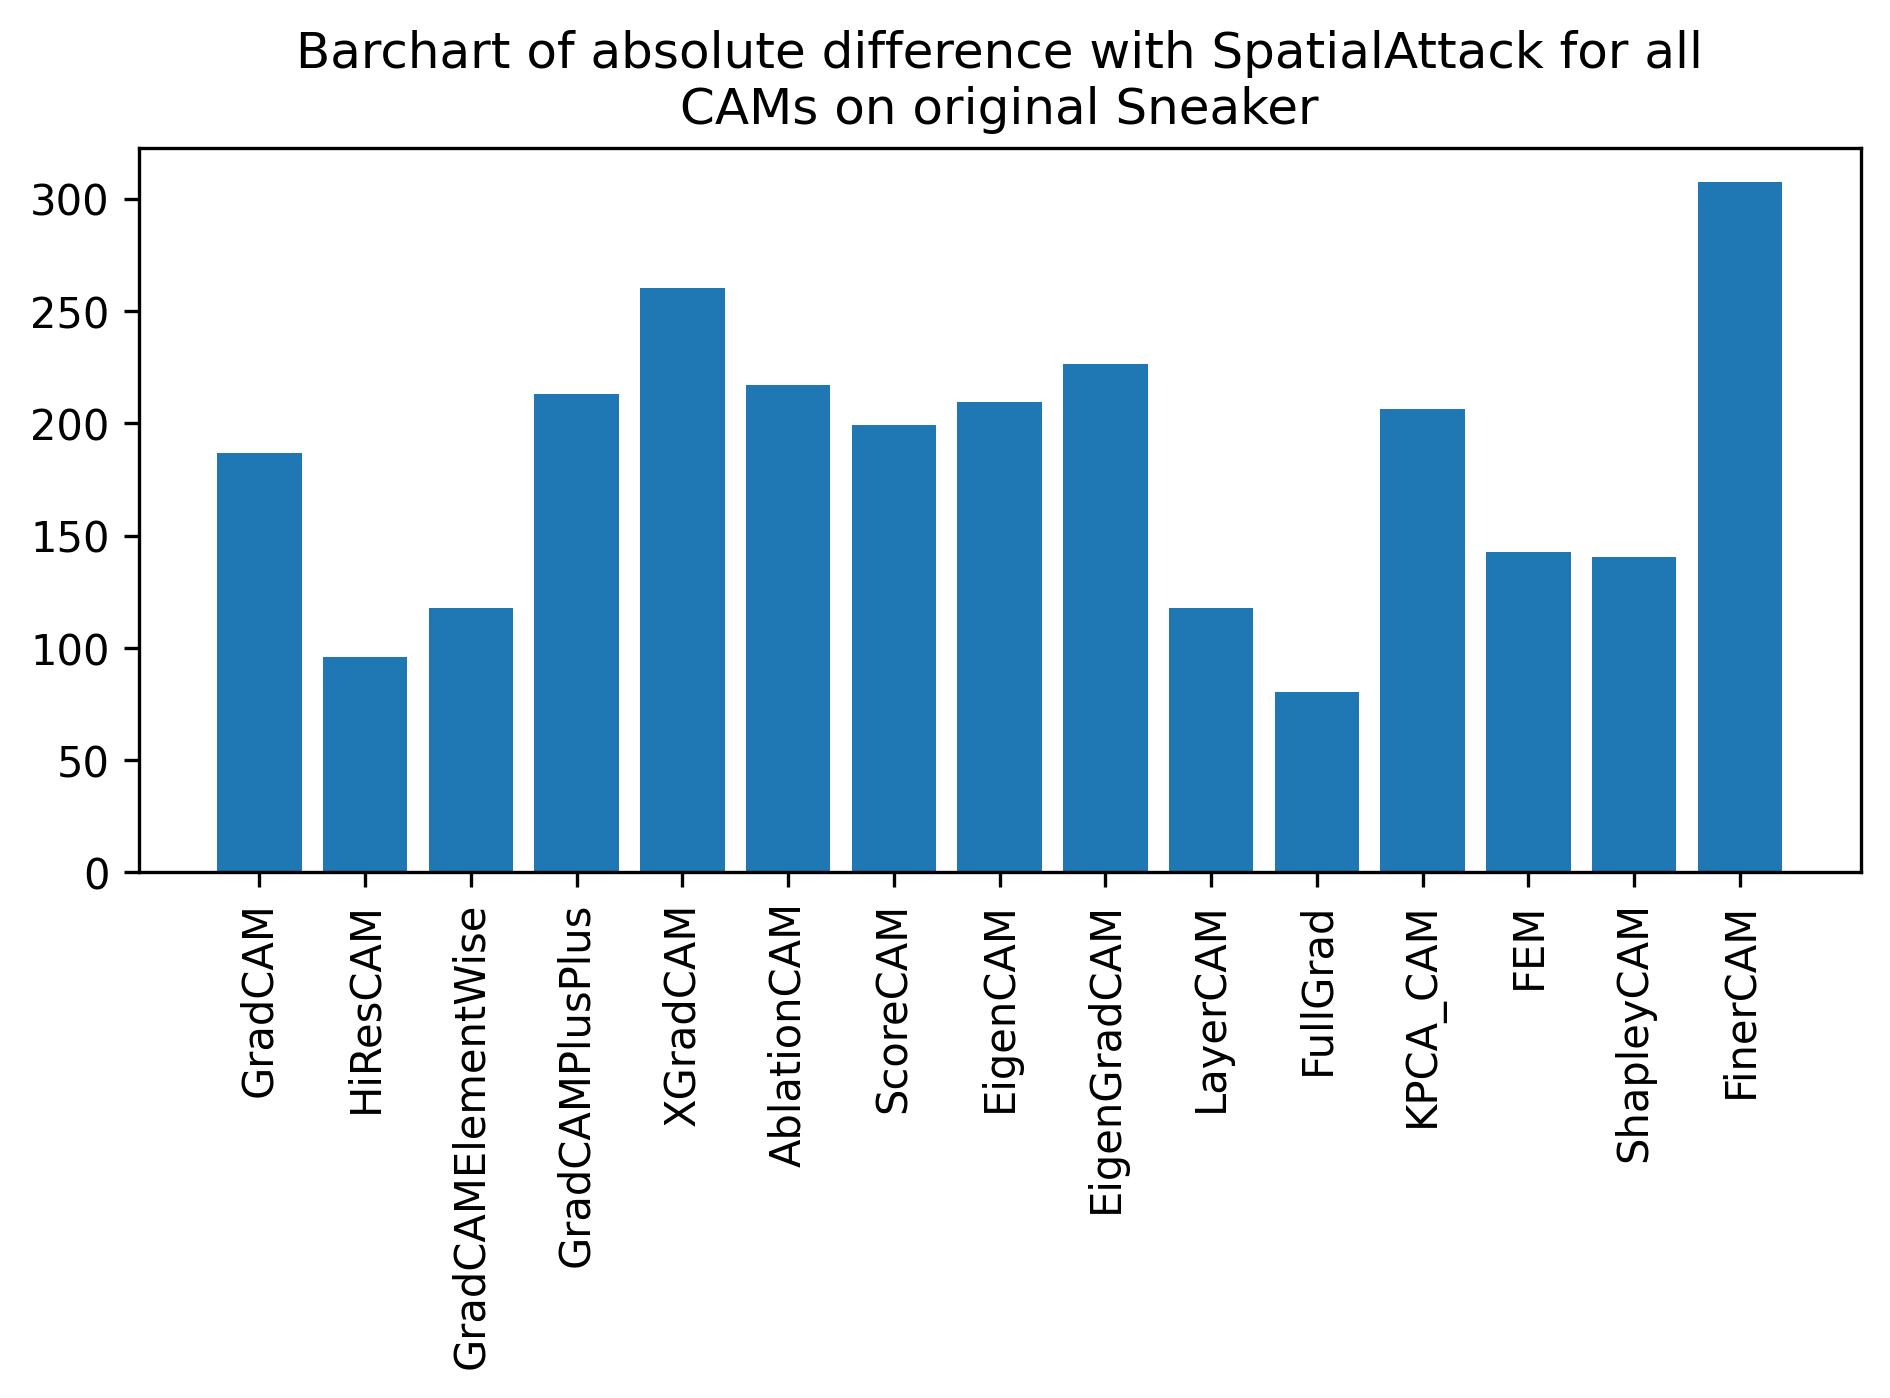 Barchart of absolute difference with SpatialAttack for all
CAMs on original Sneaker
300
250
200
150
100
50
0
GradCAM
HiResCAM
GradCAMElementWise
GradCAMPlusPlus
XGradCAM
AblationCAM
ScoreCAM
EigenCAM
EigenGradCAM
LayerCAM
FullGrad
KPCA_CAM
FEM
ShapleyCAM
FinerCAM